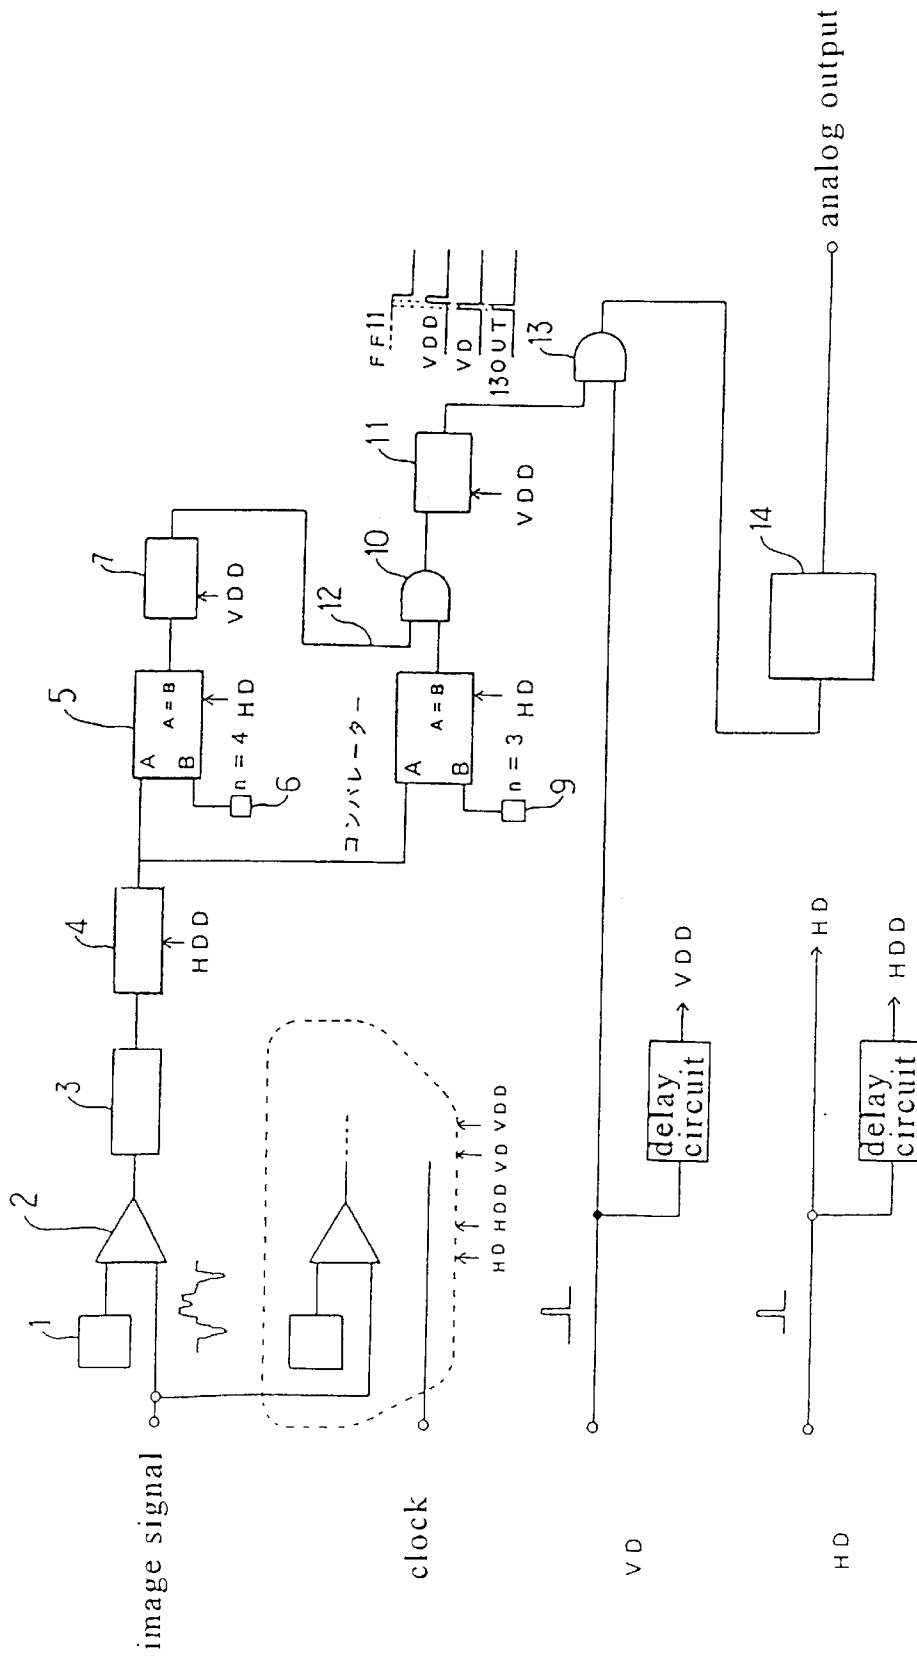 image signal
1
2
3
4
HDD
5
A
B
A = B
n = 4
HD
6
7
VDD
コンパレーター
A
B
A = B
n = 3
HD
9
12
10
11
VDD
FF11
VDD
VD
13OUT
13
14
analog output
clock
HD HDD VD VDD
VD
delay
circuit
VDD
HD
HD
delay
circuit
HDD